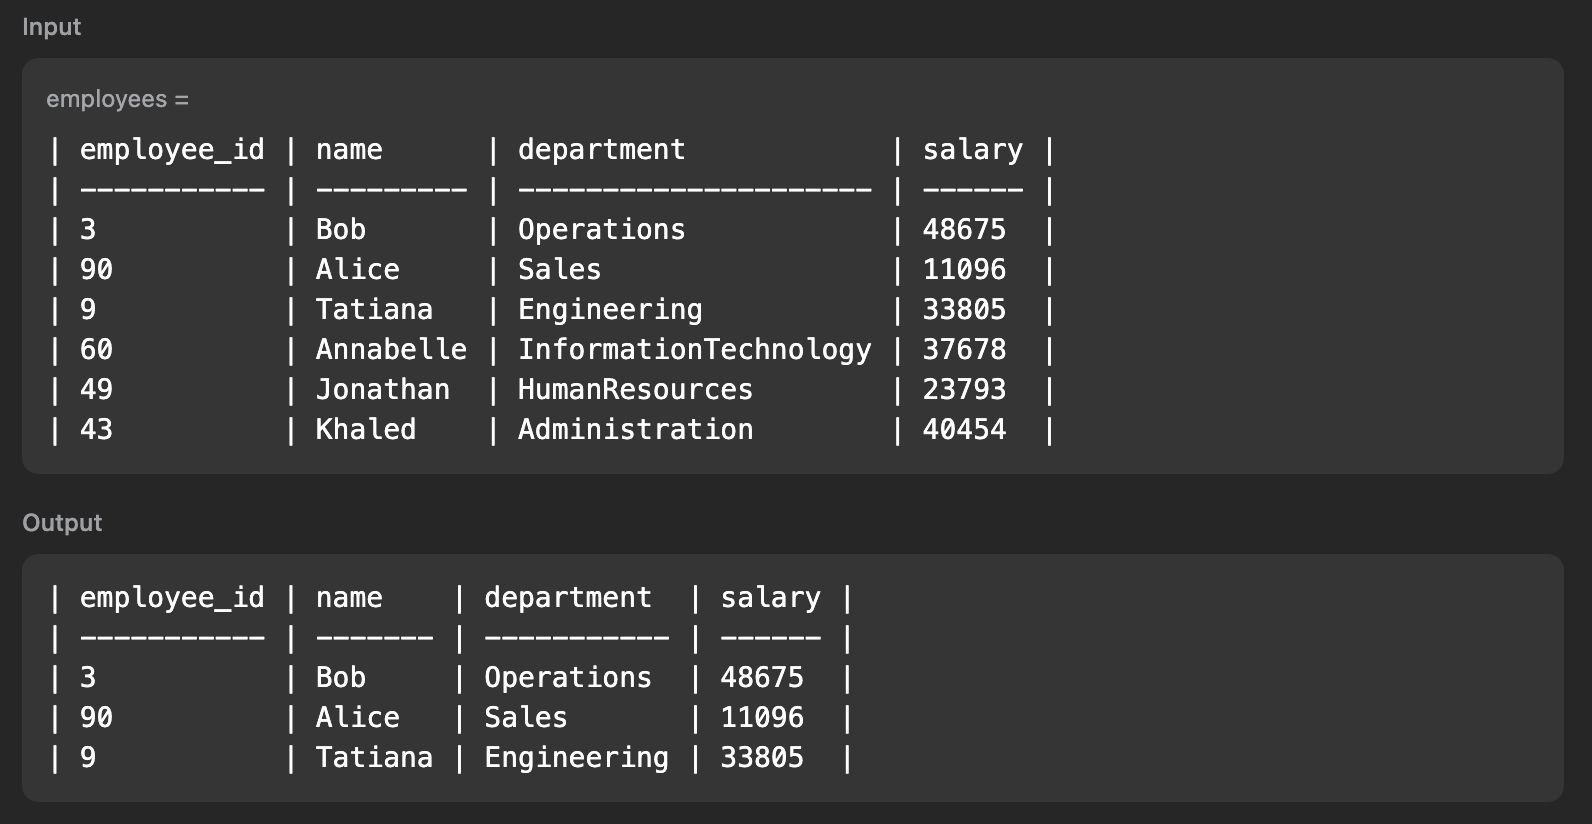 Input
employees =
| employee_id | name      | department            | salary |
| ----------- | --------- | --------------------- | ------ |
| 3           | Bob       | Operations            | 48675  |
| 90          | Alice     | Sales                 | 11096  |
| 9           | Tatiana   | Engineering           | 33805  |
| 60          | Annabelle | InformationTechnology | 37678  |
| 49          | Jonathan  | HumanResources        | 23793  |
| 43          | Khaled    | Administration        | 40454  |
Output
| employee_id | name    | department  | salary |
| ----------- | ------- | ----------- | ------ |
| 3           | Bob     | Operations  | 48675  |
| 90          | Alice   | Sales       | 11096  |
| 9           | Tatiana | Engineering | 33805  |